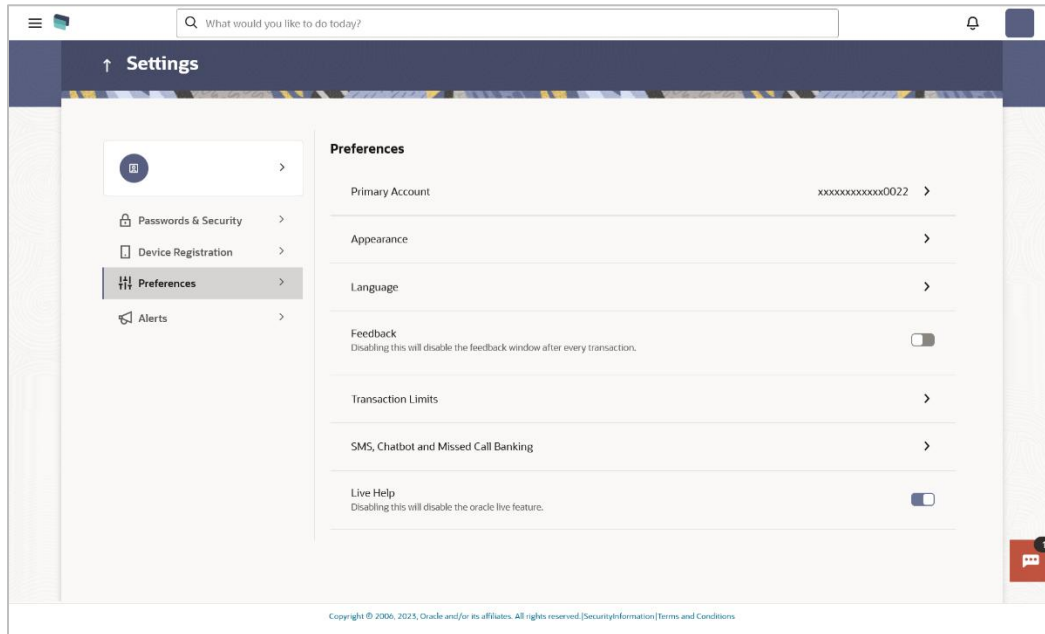 What would you like to do today?
Settings
Preferences
Primary Account xxxxxxxxxxxx0022
Passwords & Security
Appearance
Device Registration
Preferences
Language
Alerts
Feedback
Disabling this will disable the feedback window after every transaction.
Transaction Limits
SMS, Chatbot and Missed Call Banking
Live Help
Disabling this will disable the oracle live feature.
Copyright © 2006, 2023, Oracle and/or its affiliates. All rights reserved.|SecurityInformation|Terms and Conditions